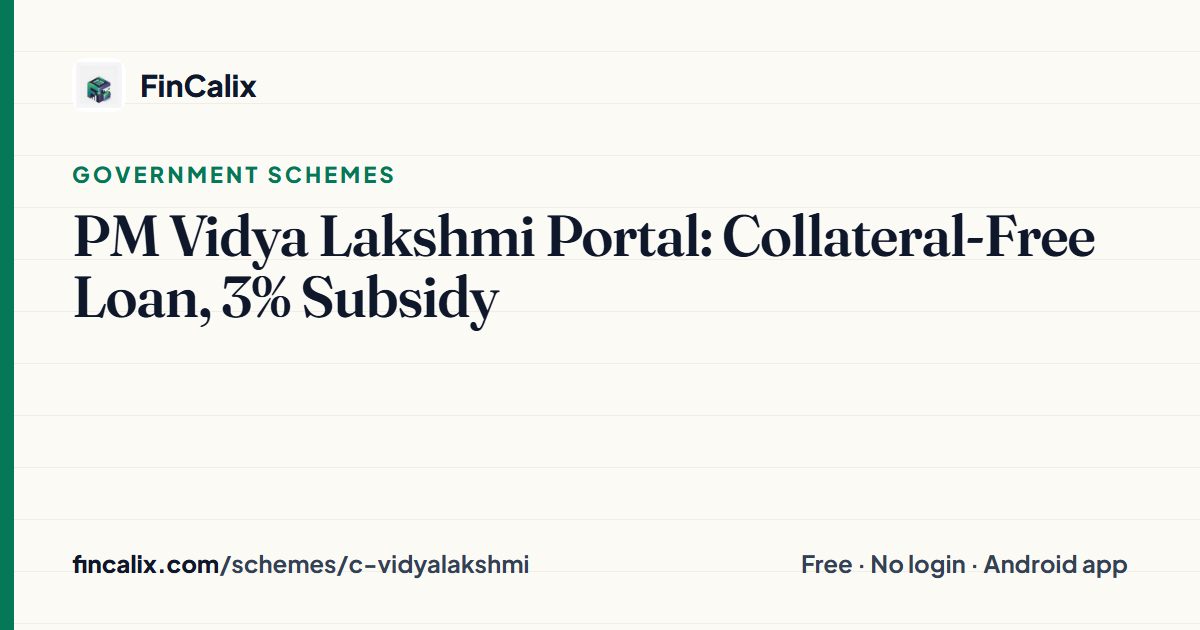 FinCalix
GOVERNMENT SCHEMES
PM Vidya Lakshmi Portal: Collateral-Free
Loan, 3% Subsidy
fincalix.com/schemes/c-vidyalakshmi
Free · No login · Android app